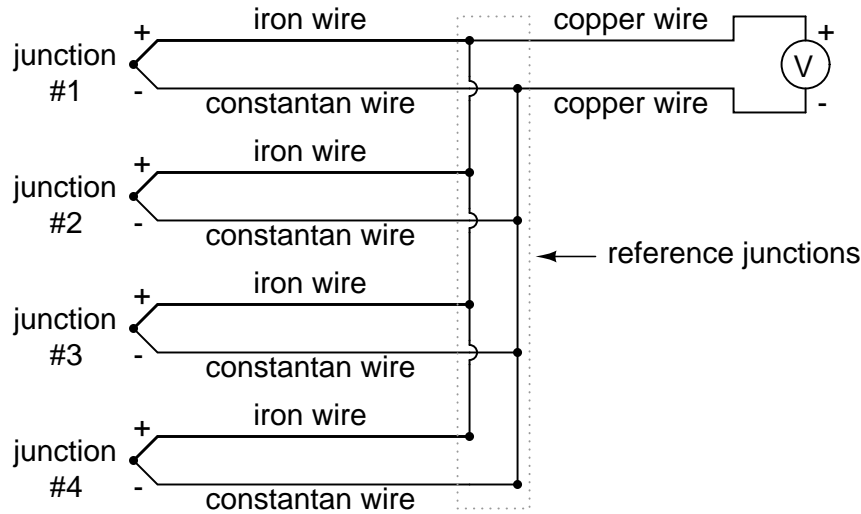 iron wire
copper wire
+
+
junction
#1
V
-
-
constantan wire
copper wire
iron wire
+
junction
#2
-
constantan wire
reference junctions
iron wire
+
junction
#3
-
constantan wire
iron wire
+
junction
#4
-
constantan wire